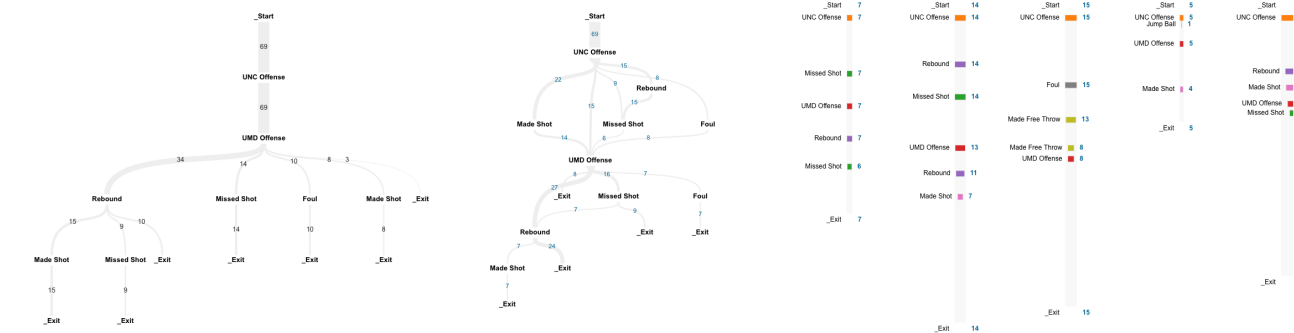 _Start
69
UNC Offense
69
UMD Offense
34 14 10 8 3
Rebound Missed Shot Foul Made Shot _Exit
15 9 10 14 10 8
Made Shot Missed Shot _Exit _Exit _Exit _Exit
15 9
_Exit _Exit
_Start
69
UNC Offense
22 15 9 15 8
Rebound
15
Made Shot Missed Shot Foul
14 6 8
UMD Offense
8 16 7
27
_Exit Missed Shot Foul
7 9 7
Rebound _Exit _Exit
7 24
Made Shot _Exit
7
_Exit
_Start 7
UNC Offense 7
Missed Shot 7
UMD Offense 7
Rebound 7
Missed Shot 6
_Exit 7
_Start 14
UNC Offense 14
Rebound 14
Missed Shot 14
UMD Offense 13
Rebound 11
Made Shot 7
_Exit 14
_Start 15
UNC Offense 15
Foul 15
Made Free Throw 13
Made Free Throw 8
UMD Offense 8
_Exit 15
_Start 5
UNC Offense 5
Jump Ball 1
UMD Offense 5
Made Shot 4
_Exit 5
_Start
UNC Offense
Rebound
Made Shot
UMD Offense
Missed Shot
_Exit